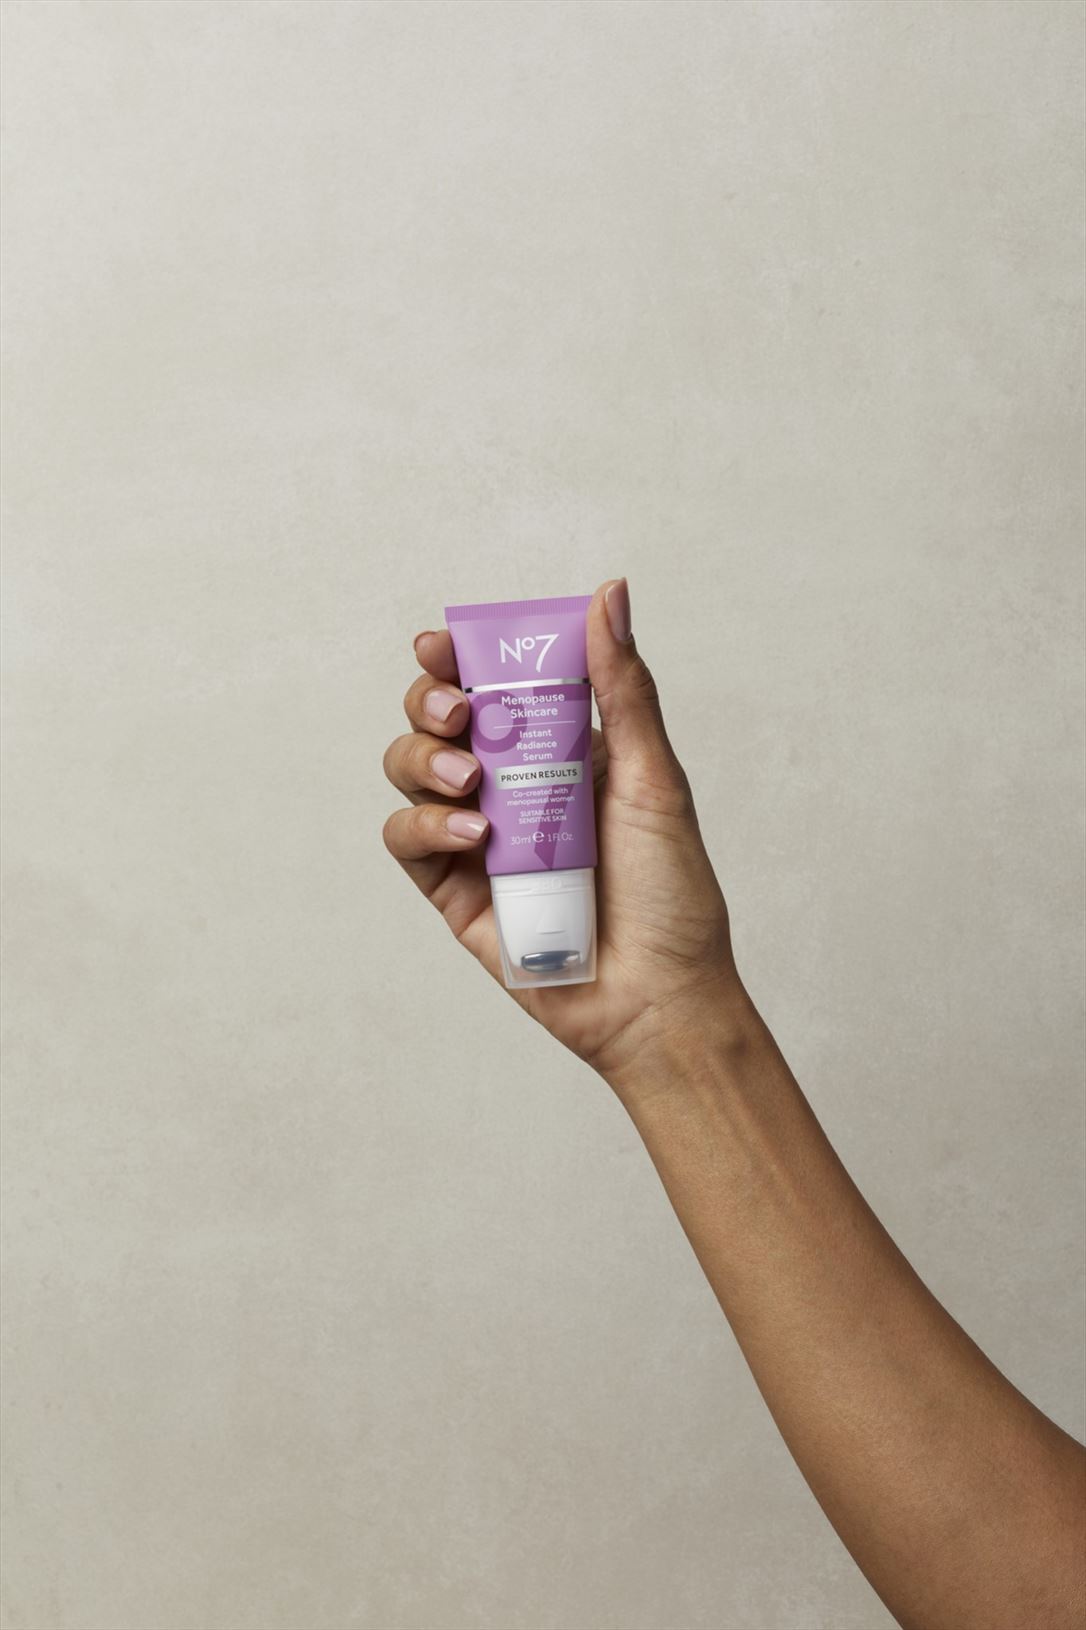 Nº7
Menopause
Skincare
Instant
Radiance
Serum
PROVEN RESULTS
Co-created with
menopausal women
SUITABLE FOR
SENSITIVE SKIN
30ml ℮ 1 Fl. Oz.